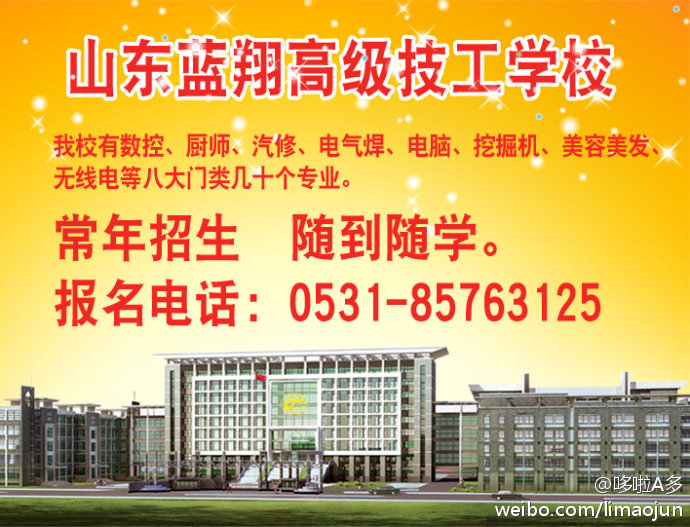 山东蓝翔高级技工学校
我校有数控、厨师、汽修、电气焊、电脑、挖掘机、美容美发、
无线电等八大门类几十个专业。
常年招生 随到随学。
报名电话：0531-85763125
@哆啦A多
weibo.com/limaojun